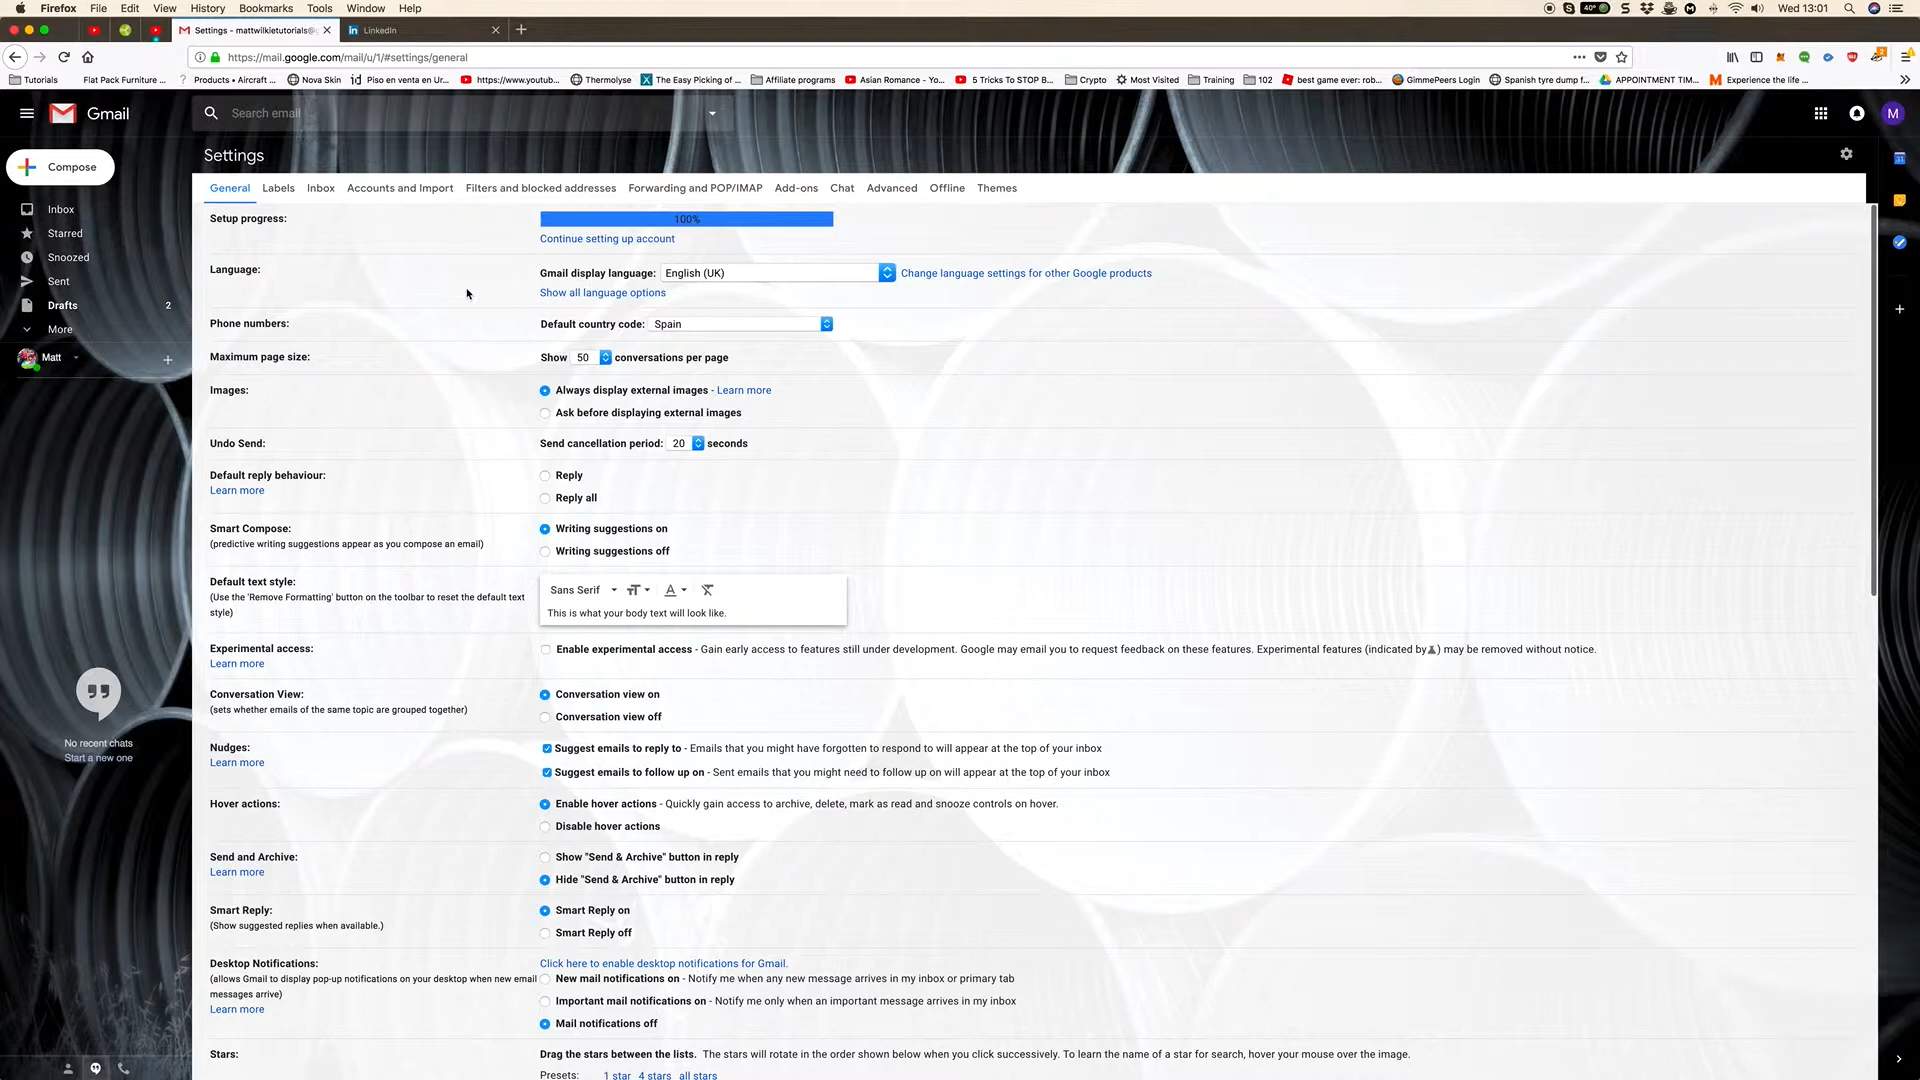 Firefox File Edit View History Bookmarks Tools Window Help
40° Wed 13:01
Settings - mattwilkietutorials@g
LinkedIn
https://mail.google.com/mail/u/1/#settings/general
Tutorials
Flat Pack Furniture ...
Products • Aircraft ...
Nova Skin
Piso en venta en Ur...
https://www.youtub...
Thermolyse
The Easy Picking of ...
Affiliate programs
Asian Romance - Yo...
5 Tricks To STOP B...
Crypto
Most Visited
Training
102
best game ever: rob...
GimmePeers Login
Spanish tyre dump f...
APPOINTMENT TIM...
Experience the life ...
Gmail
Search email
M
Compose
Inbox
Starred
Snoozed
Sent
Drafts 2
More
Matt
No recent chats
Start a new one
Settings
General Labels Inbox Accounts and Import Filters and blocked addresses Forwarding and POP/IMAP Add-ons Chat Advanced Offline Themes
Setup progress: 100%
Continue setting up account
Language:
Gmail display language: English (UK) Change language settings for other Google products
Show all language options
Phone numbers: Default country code: Spain
Maximum page size: Show 50 conversations per page
Images: Always display external images - Learn more
Ask before displaying external images
Undo Send: Send cancellation period: 20 seconds
Default reply behaviour: Reply
Learn more
Reply all
Smart Compose: Writing suggestions on
(predictive writing suggestions appear as you compose an email)
Writing suggestions off
Default text style:
(Use the 'Remove Formatting' button on the toolbar to reset the default text
style)
Sans Serif
This is what your body text will look like.
Experimental access: Enable experimental access - Gain early access to features still under development. Google may email you to request feedback on these features. Experimental features (indicated by ) may be removed without notice.
Learn more
Conversation View: Conversation view on
(sets whether emails of the same topic are grouped together)
Conversation view off
Nudges: Suggest emails to reply to - Emails that you might have forgotten to respond to will appear at the top of your inbox
Learn more
Suggest emails to follow up on - Sent emails that you might need to follow up on will appear at the top of your inbox
Hover actions: Enable hover actions - Quickly gain access to archive, delete, mark as read and snooze controls on hover.
Disable hover actions
Send and Archive: Show "Send & Archive" button in reply
Learn more
Hide "Send & Archive" button in reply
Smart Reply: Smart Reply on
(Show suggested replies when available.)
Smart Reply off
Desktop Notifications: Click here to enable desktop notifications for Gmail.
(allows Gmail to display pop-up notifications on your desktop when new email
messages arrive)
Learn more
New mail notifications on - Notify me when any new message arrives in my inbox or primary tab
Important mail notifications on - Notify me only when an important message arrives in my inbox
Mail notifications off
Stars: Drag the stars between the lists. The stars will rotate in the order shown below when you click successively. To learn the name of a star for search, hover your mouse over the image.
Presets: 1 star 4 stars all stars